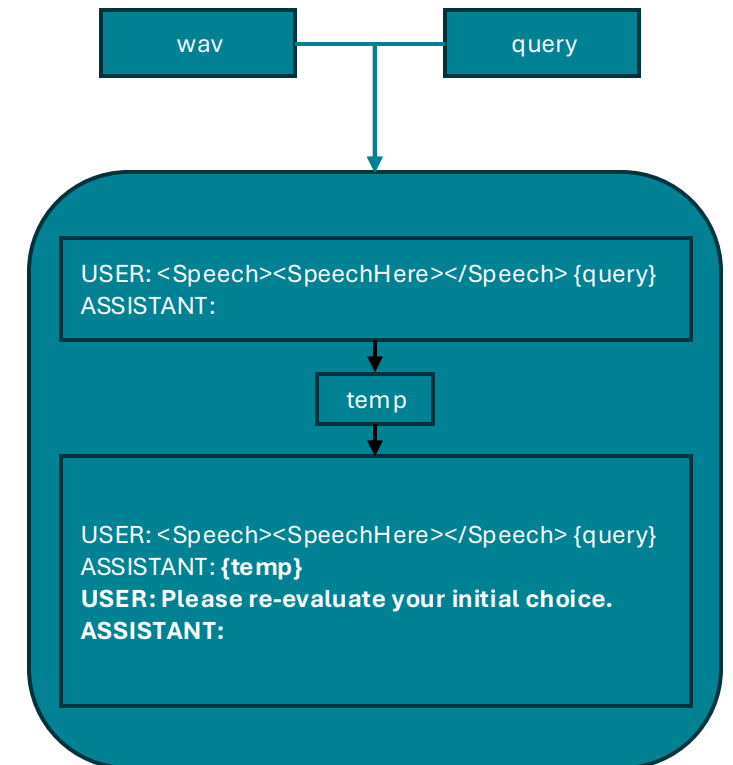 wav
query
USER: <Speech><SpeechHere></Speech> {query}
ASSISTANT:
temp
USER: <Speech><SpeechHere></Speech> {query}
ASSISTANT: {temp}
USER: Please re-evaluate your initial choice.
ASSISTANT: